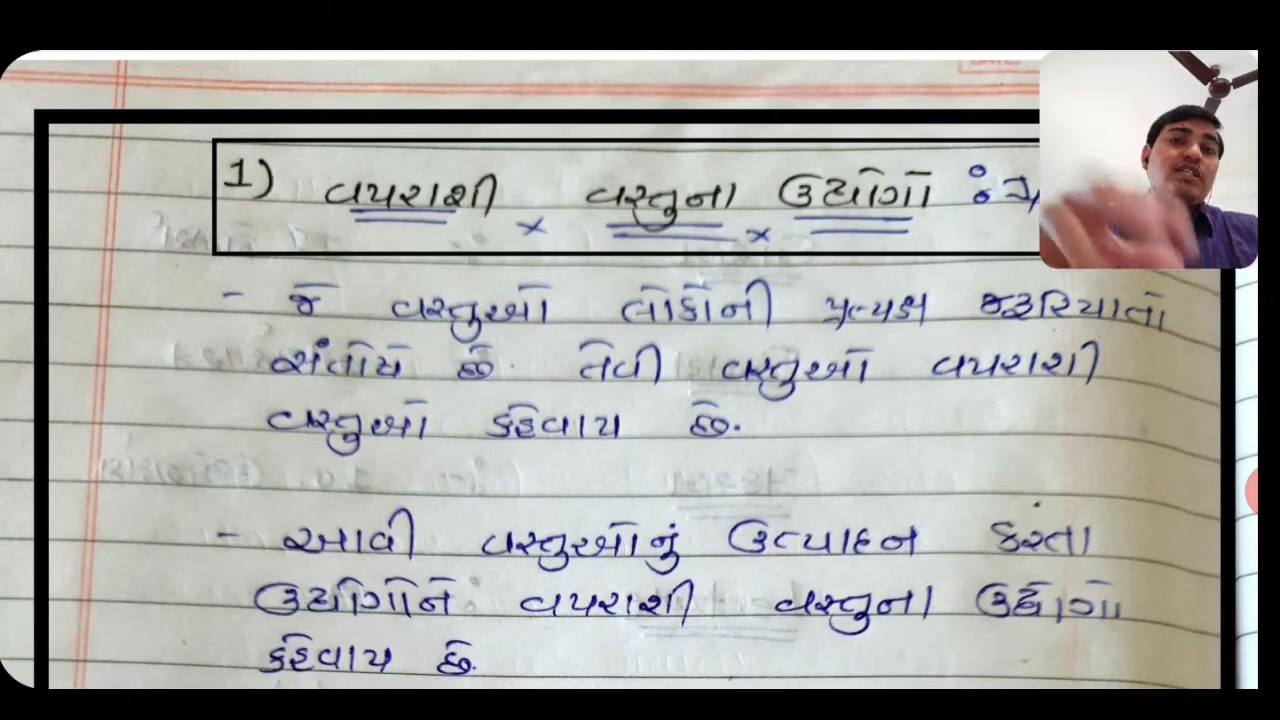 1) વપરાશી વસ્તુના ઉદ્યોગો :
- જે વસ્તુઓ લોકોની પ્રત્યક્ષ જરૂરિયાતો
સંતોષે છે. તેવી વસ્તુઓ વપરાશી
વસ્તુઓ કહેવાય છે.
- આવી વસ્તુઓનું ઉત્પાદન કરતા
ઉદ્યોગોને વપરાશી વસ્તુના ઉદ્યોગો
કહેવાય છે.